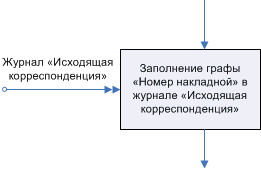 Журнал «Исходящая
корреспонденция»
Заполнение графы
«Номер накладной» в
журнале «Исходящая
корреспонденция»